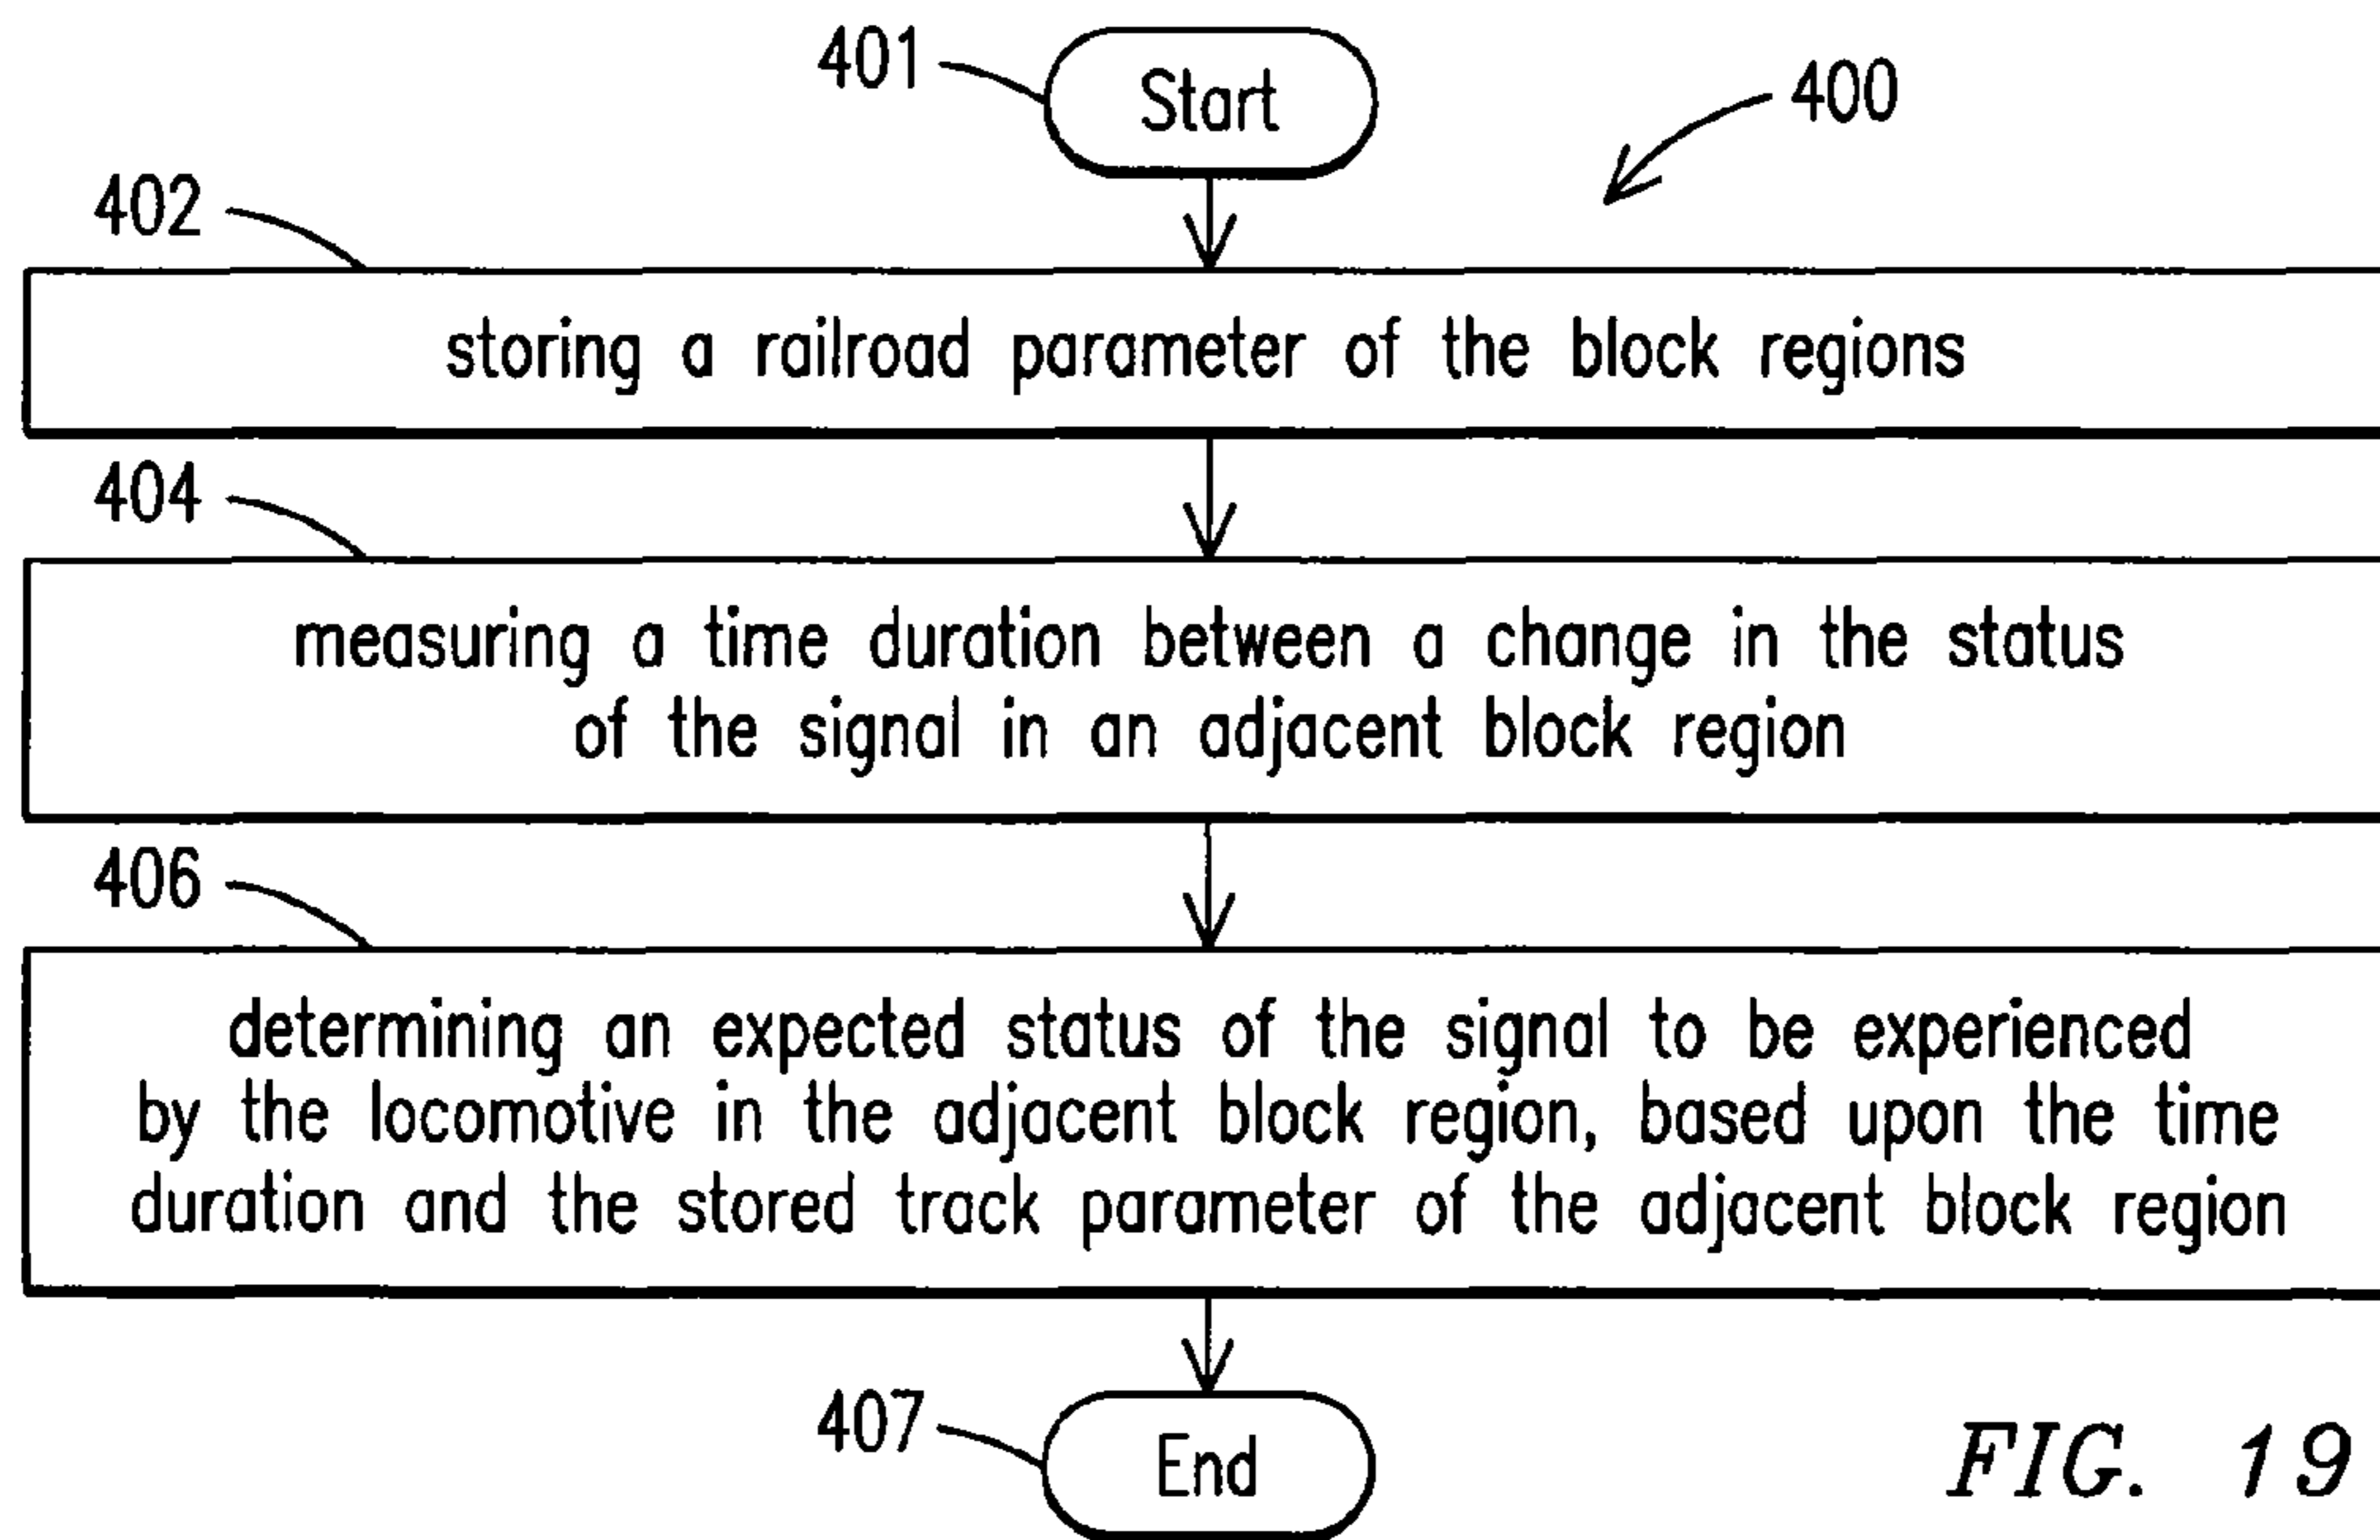 401
Start
400
402
storing a railroad parameter of the block regions
404
measuring a time duration between a change in the status
of the signal in an adjacent block region
406
determining an expected status of the signal to be experienced
by the locomotive in the adjacent block region, based upon the time
duration and the stored track parameter of the adjacent block region
407
End
FIG. 19